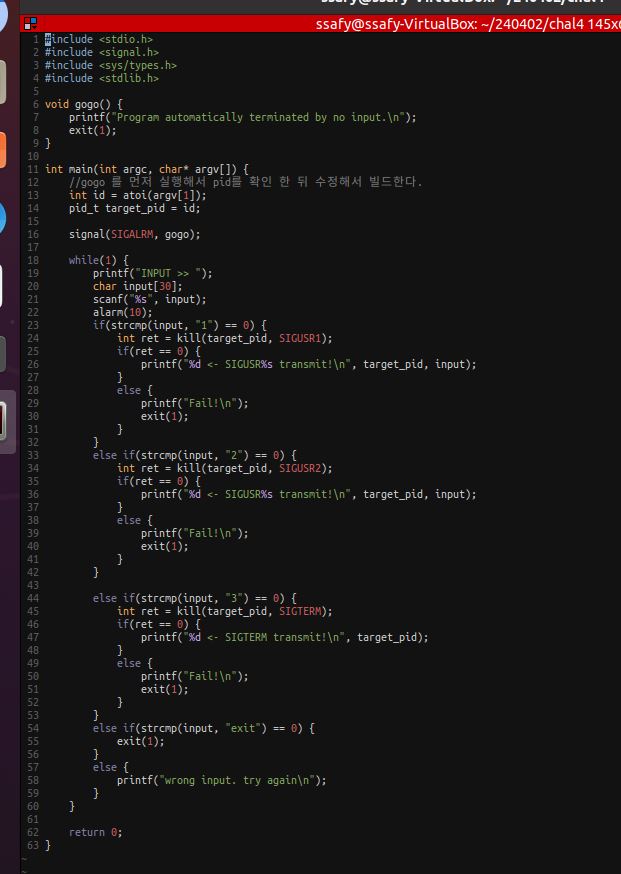 ssafy@ssafy-VirtualBox: ~/240402/chal4
ssafy@ssafy-VirtualBox: ~/240402/chal4 145x6
1 #include <stdio.h>
2 #include <signal.h>
3 #include <sys/types.h>
4 #include <stdlib.h>
5
6 void gogo() {
7     printf("Program automatically terminated by no input.\n");
8     exit(1);
9 }
10
11 int main(int argc, char* argv[]) {
12     //gogo 를 먼저 실행해서 pid를 확인 한 뒤 수정해서 빌드한다.
13     int id = atoi(argv[1]);
14     pid_t target_pid = id;
15
16     signal(SIGALRM, gogo);
17
18     while(1) {
19         printf("INPUT >> ");
20         char input[30];
21         scanf("%s", input);
22         alarm(10);
23         if(strcmp(input, "1") == 0) {
24             int ret = kill(target_pid, SIGUSR1);
25             if(ret == 0) {
26                 printf("%d <- SIGUSR%s transmit!\n", target_pid, input);
27             }
28             else {
29                 printf("Fail!\n");
30                 exit(1);
31             }
32         }
33         else if(strcmp(input, "2") == 0) {
34             int ret = kill(target_pid, SIGUSR2);
35             if(ret == 0) {
36                 printf("%d <- SIGUSR%s transmit!\n", target_pid, input);
37             }
38             else {
39                 printf("Fail!\n");
40                 exit(1);
41             }
42         }
43
44         else if(strcmp(input, "3") == 0) {
45             int ret = kill(target_pid, SIGTERM);
46             if(ret == 0) {
47                 printf("%d <- SIGTERM transmit!\n", target_pid);
48             }
49             else {
50                 printf("Fail!\n");
51                 exit(1);
52             }
53         }
54         else if(strcmp(input, "exit") == 0) {
55             exit(1);
56         }
57         else {
58             printf("wrong input. try again\n");
59         }
60     }
61
62     return 0;
63 }
~
~